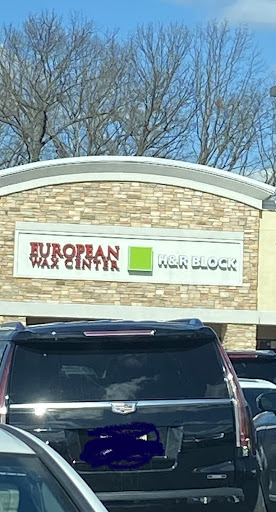 EUROPEAN
WAX CENTER
H&R BLOCK